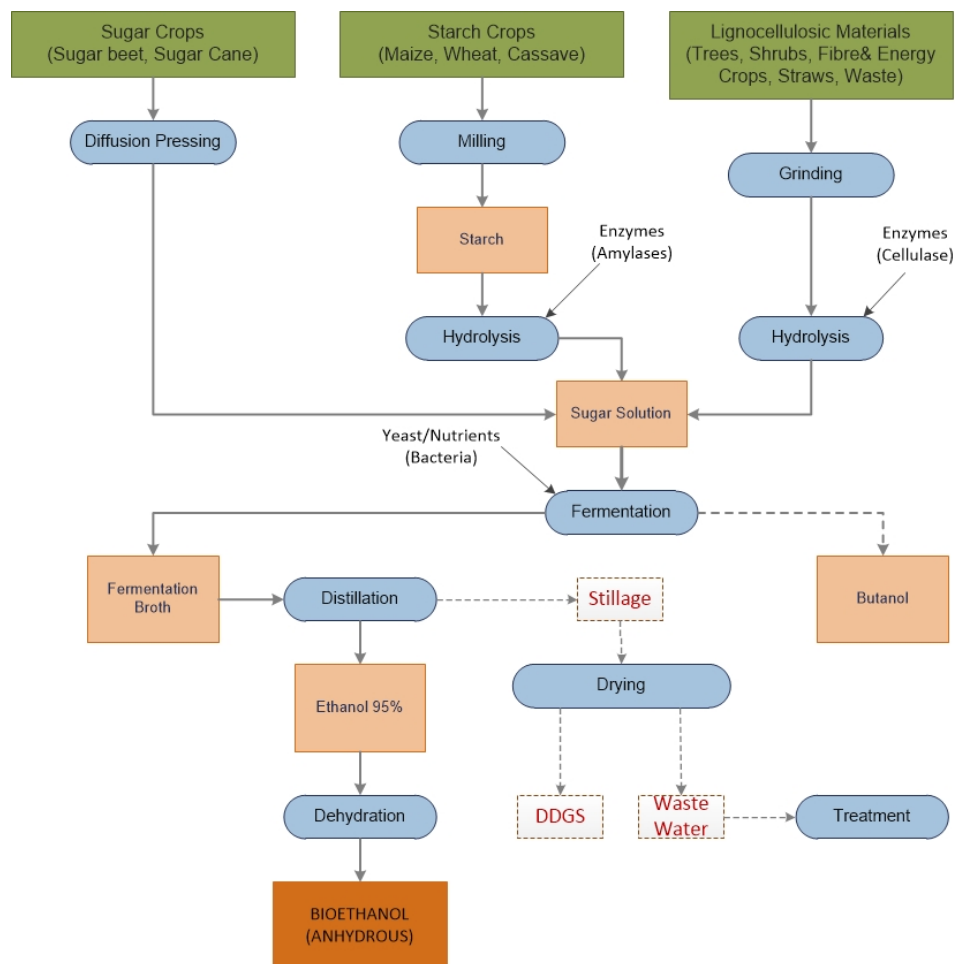 Sugar Crops
(Sugar beet, Sugar Cane)
Starch Crops
(Maize, Wheat, Cassave)
Lignocellulosic Materials
(Trees, Shrubs, Fibre& Energy
Crops, Straws, Waste)
Diffusion Pressing
Milling
Grinding
Starch
Enzymes
(Amylases)
Enzymes
(Cellulase)
Hydrolysis
Hydrolysis
Sugar Solution
Yeast/Nutrients
(Bacteria)
Fermentation
Fermentation
Broth
Distillation
Stillage
Butanol
Ethanol 95%
Drying
Dehydration
DDGS
Waste
Water
Treatment
BIOETHANOL
(ANHYDROUS)